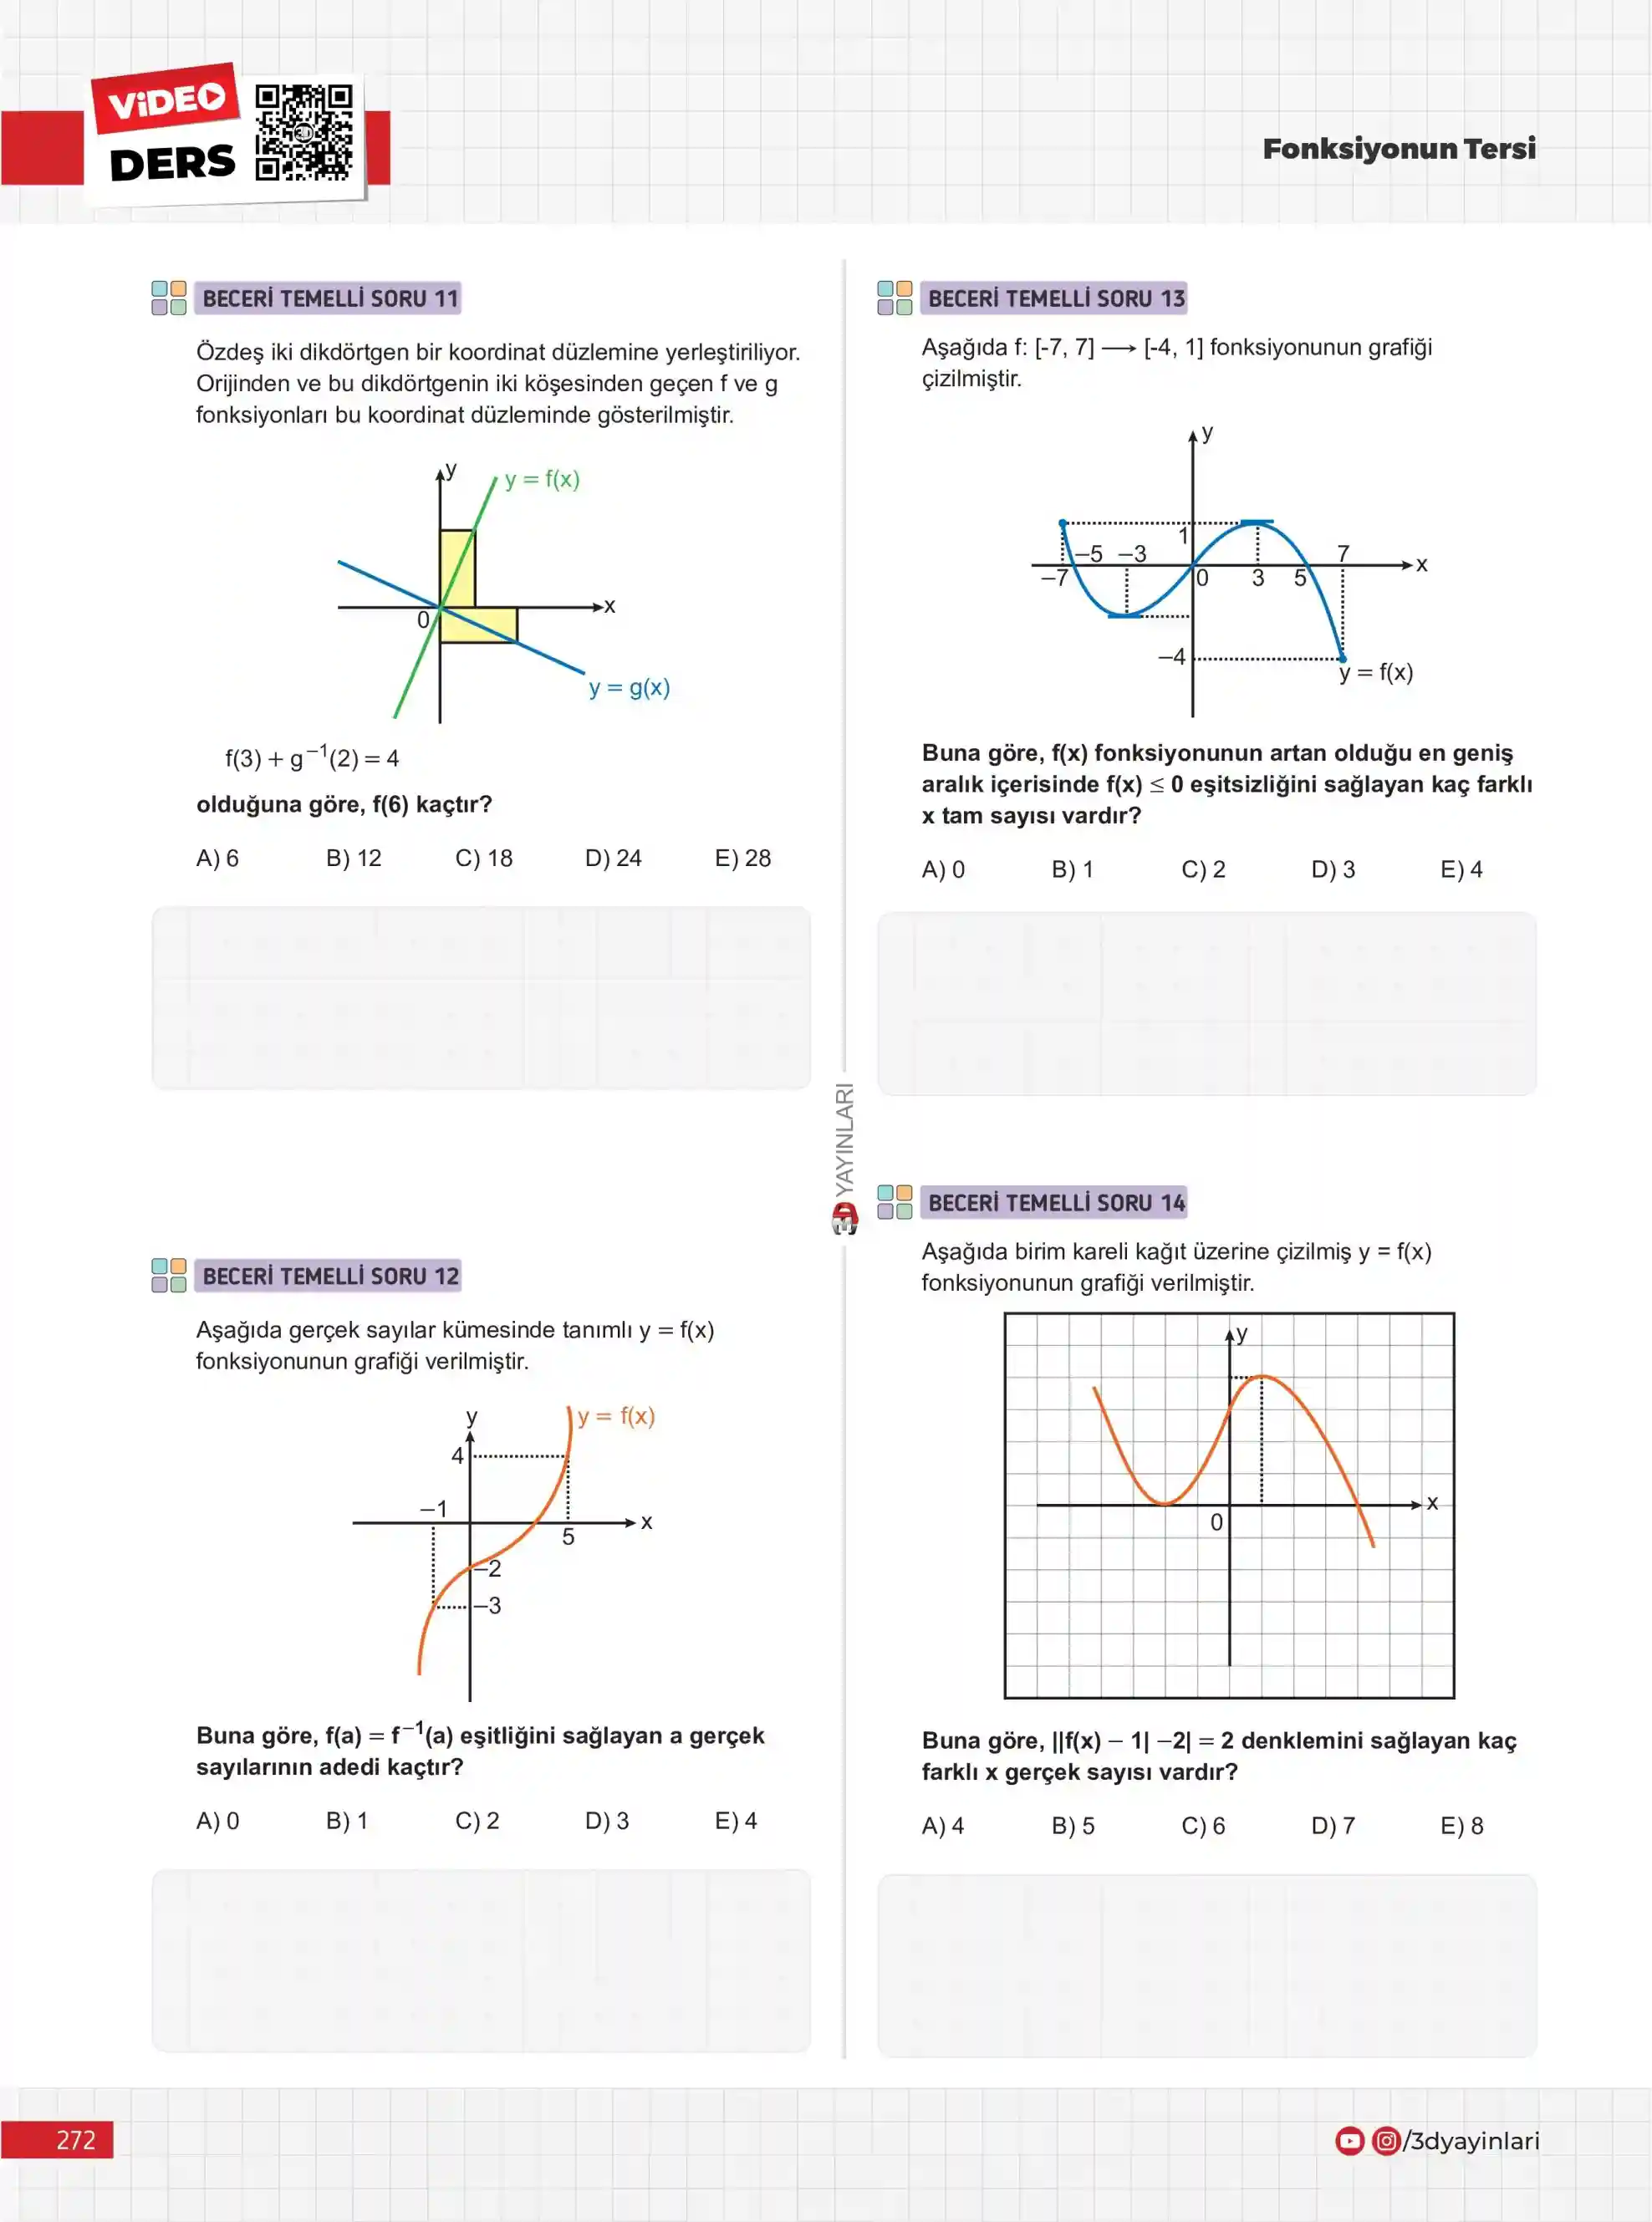 ViDEO
DERS
3D
Fonksiyonun Tersi
BECERİ TEMELLİ SORU 11
Özdeş iki dikdörtgen bir koordinat düzlemine yerleştiriliyor.
Orijinden ve bu dikdörtgenin iki köşesinden geçen f ve g
fonksiyonları bu koordinat düzleminde gösterilmiştir.
y
y = f(x)
x
0
y = g(x)
f(3) + g⁻¹(2) = 4
olduğuna göre, f(6) kaçtır?
A) 6 B) 12 C) 18 D) 24 E) 28
BECERİ TEMELLİ SORU 12
Aşağıda gerçek sayılar kümesinde tanımlı y = f(x)
fonksiyonunun grafiği verilmiştir.
y
y = f(x)
4
−1
x
5
−2
−3
Buna göre, f(a) = f⁻¹(a) eşitliğini sağlayan a gerçek
sayılarının adedi kaçtır?
A) 0 B) 1 C) 2 D) 3 E) 4
YAYINLARI
BECERİ TEMELLİ SORU 13
Aşağıda f: [-7, 7] ⟶ [-4, 1] fonksiyonunun grafiği
çizilmiştir.
y
1
−5 −3 7
x
−7 0 3 5
−4
y = f(x)
Buna göre, f(x) fonksiyonunun artan olduğu en geniş
aralık içerisinde f(x) ≤ 0 eşitsizliğini sağlayan kaç farklı
x tam sayısı vardır?
A) 0 B) 1 C) 2 D) 3 E) 4
BECERİ TEMELLİ SORU 14
Aşağıda birim kareli kağıt üzerine çizilmiş y = f(x)
fonksiyonunun grafiği verilmiştir.
y
x
0
Buna göre, ||f(x) − 1| −2| = 2 denklemini sağlayan kaç
farklı x gerçek sayısı vardır?
A) 4 B) 5 C) 6 D) 7 E) 8
272
/3dyayinlari